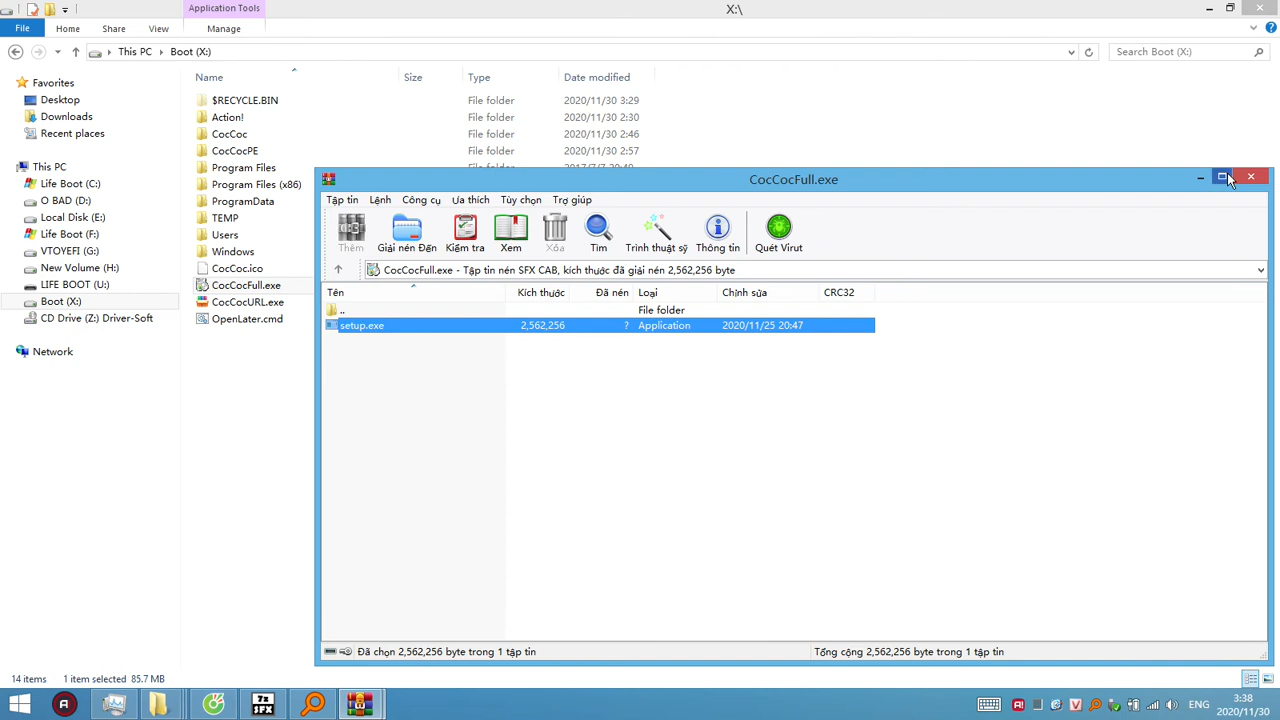 Application Tools
X:\
File
Home
Share
View
Manage
This PC
Boot (X:)
Search Boot (X:)
Name
Size
Type
Date modified
Favorites
Desktop
Downloads
Recent places
This PC
Life Boot (C:)
O BAD (D:)
Local Disk (E:)
Life Boot (F:)
VTOYEFI (G:)
New Volume (H:)
LIFE BOOT (U:)
Boot (X:)
CD Drive (Z:) Driver-Soft
Network
$RECYCLE.BIN File folder 2020/11/30 3:29
Action! File folder 2020/11/30 2:30
CocCoc File folder 2020/11/30 2:46
CocCocPE File folder 2020/11/30 2:57
Program Files
Program Files (x86)
ProgramData
TEMP
Users
Windows
CocCoc.ico
CocCocFull.exe
CocCocURL.exe
OpenLater.cmd
CocCocFull.exe
Tập tin Lệnh Công cụ Ưa thích Tùy chọn Trợ giúp
Thêm
Giải nén Đến
Kiểm tra
Xem
Xóa
Tìm
Trình thuật sỹ
Thông tin
Quét Virut
CocCocFull.exe - Tập tin nén SFX CAB, kích thước đã giải nén 2,562,256 byte
Tên Kích thước Đã nén Loại Chỉnh sửa CRC32
.. File folder
setup.exe 2,562,256 ? Application 2020/11/25 20:47
Đã chọn 2,562,256 byte trong 1 tập tin
Tổng cộng 2,562,256 byte trong 1 tập tin
14 items
1 item selected 85.7 MB
7z
SFX
ENG
3:38
2020/11/30